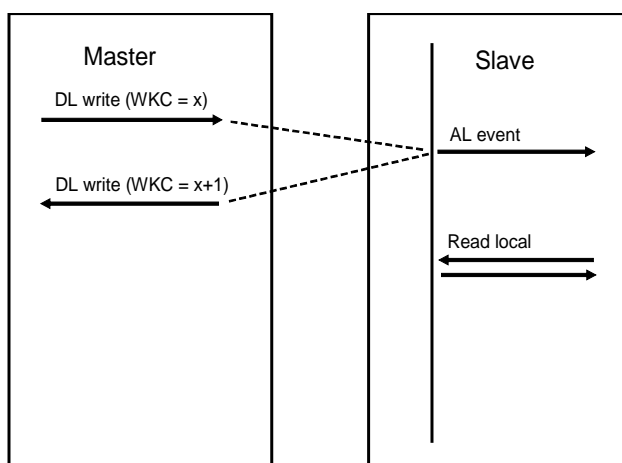 Master
Slave
DL write (WKC = x)
AL event
DL write (WKC = x+1)
Read local